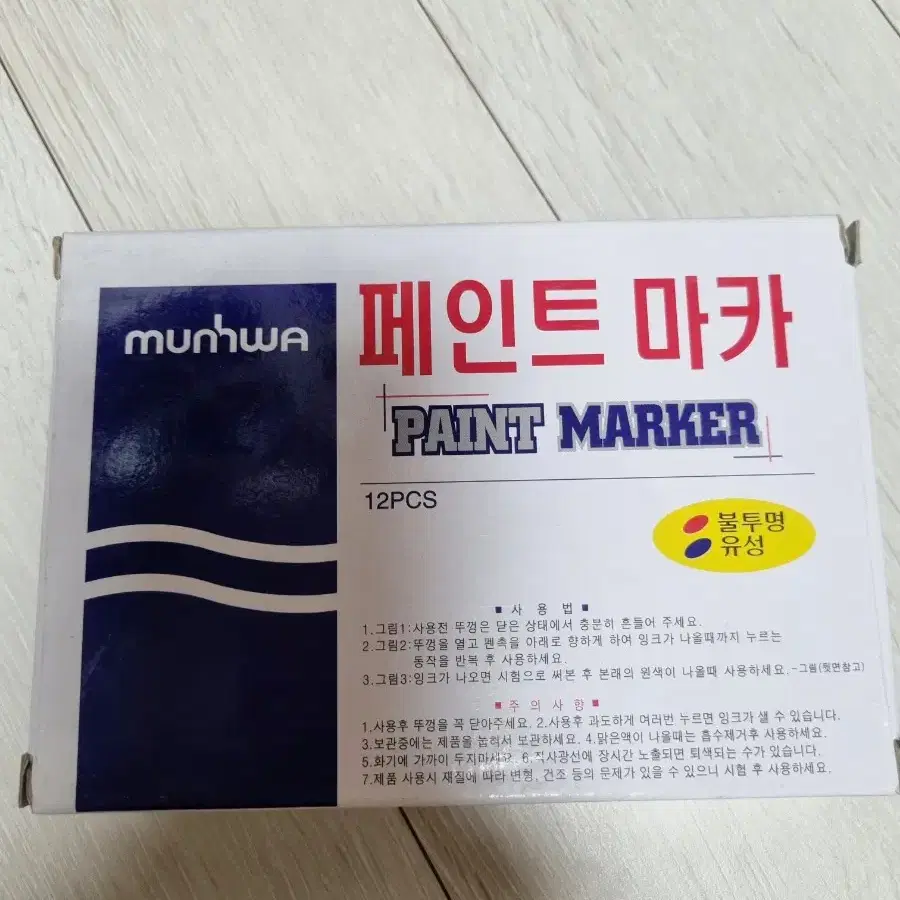 munhwa
페인트 마카
PAINT MARKER
12PCS
불투명
유성
■ 사 용 법 ■
1.그림1:사용전 뚜껑은 닫은 상태에서 충분히 흔들어 주세요.
2.그림2:뚜껑을 열고 펜촉을 아래로 향하게 하여 잉크가 나올때까지 누르는
동작을 반복 후 사용하세요.
3.그림3:잉크가 나오면 시험으로 써본 후 본래의 원색이 나올때 사용하세요.-그림(뒷면참고)
■ 주 의 사 항 ■
1.사용후 뚜껑을 꼭 닫아주세요. 2.사용후 과도하게 여러번 누르면 잉크가 샐 수 있습니다.
3.보관중에는 제품을 눕혀서 보관하세요. 4.맑은액이 나올때는 흡수제거후 사용하세요.
5.화기에 가까이 두지마세요. 6.직사광선에 장시간 노출되면 퇴색되는 수가 있습니다.
7.제품 사용시 재질에 따라 변형, 건조 등의 문제가 있을 수 있으니 시험 후 사용하세요.